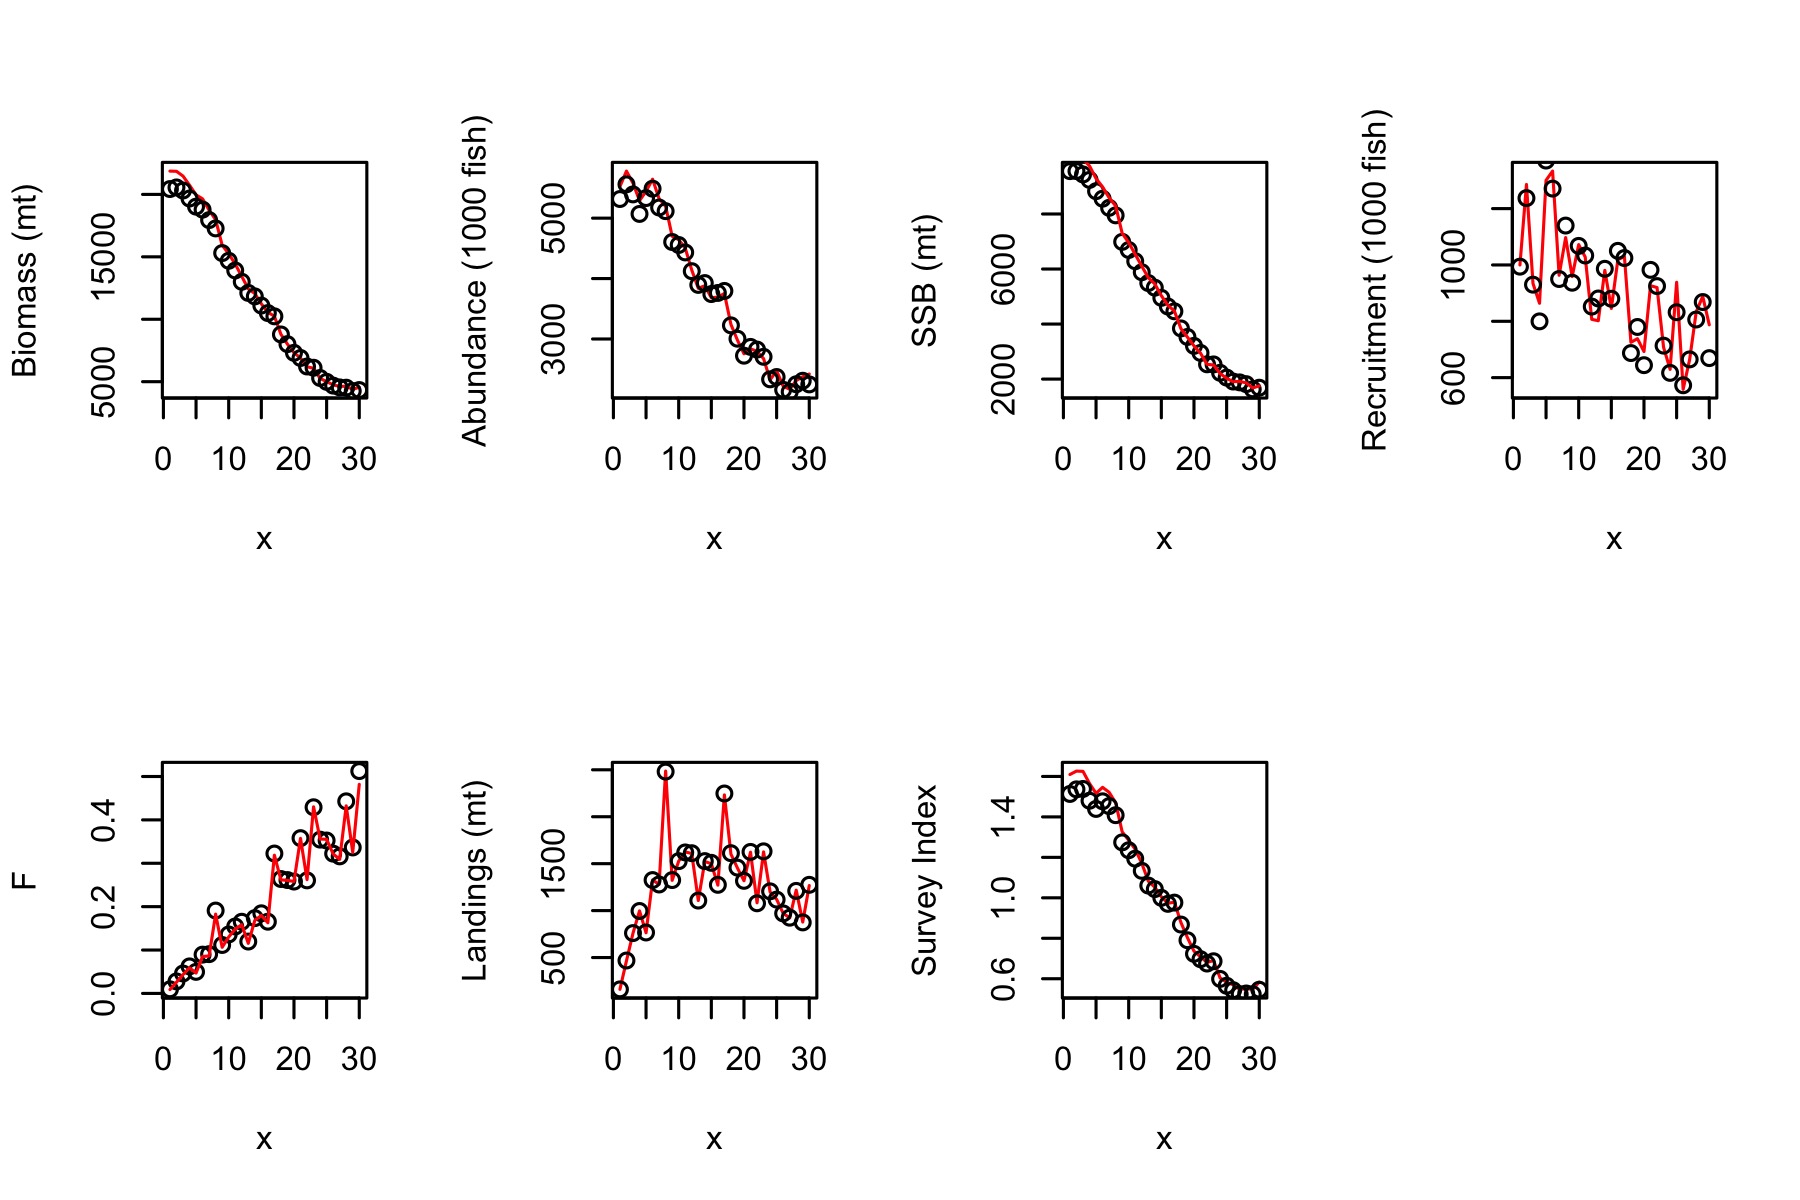 Biomass (mt)
5000 15000
0 10 20 30
x
Abundance (1000 fish)
3000 5000
0 10 20 30
x
SSB (mt)
2000 6000
0 10 20 30
x
Recruitment (1000 fish)
600 1000
0 10 20 30
x
F
0.0 0.2 0.4
0 10 20 30
x
Landings (mt)
500 1500
0 10 20 30
x
Survey Index
0.6 1.0 1.4
0 10 20 30
x